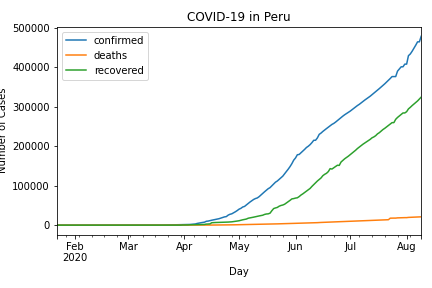 COVID-19 in Peru
500000
400000
300000
200000
100000
0
Number of Cases
confirmed
deaths
recovered
Feb
2020
Mar
Apr
May
Jun
Jul
Aug
Day